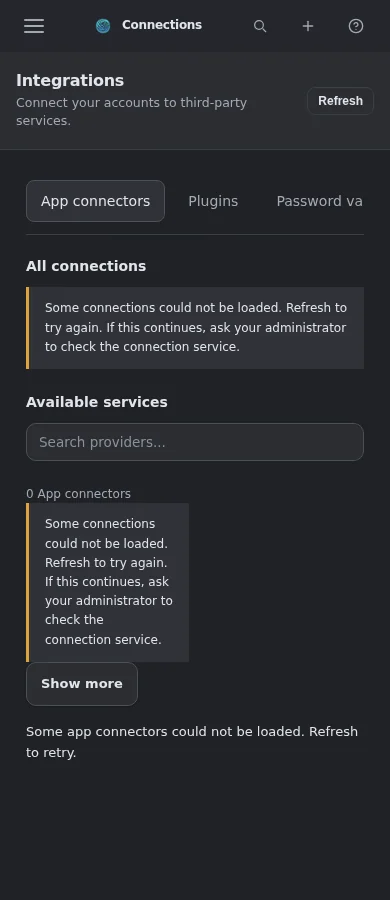 Connections
Integrations
Connect your accounts to third-party
services.
Refresh
App connectors
Plugins
Password va
All connections
Some connections could not be loaded. Refresh to
try again. If this continues, ask your administrator
to check the connection service.
Available services
Search providers...
0 App connectors
Some connections
could not be loaded.
Refresh to try again.
If this continues, ask
your administrator to
check the
connection service.
Show more
Some app connectors could not be loaded. Refresh
to retry.